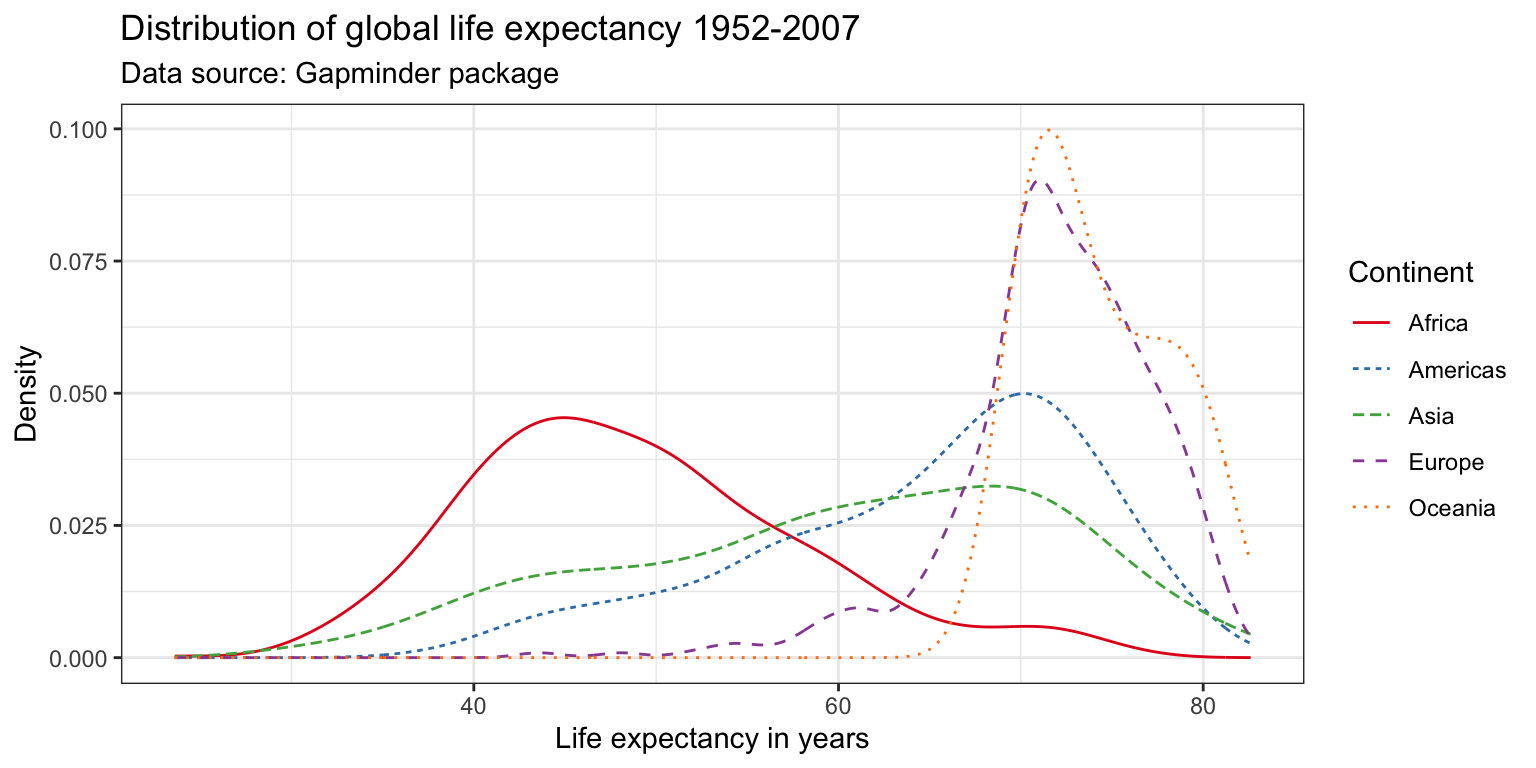 Distribution of global life expectancy 1952-2007
Data source: Gapminder package
0.100
0.075
0.050
0.025
0.000
Density
40 60 80
Life expectancy in years
Continent
Africa
Americas
Asia
Europe
Oceania